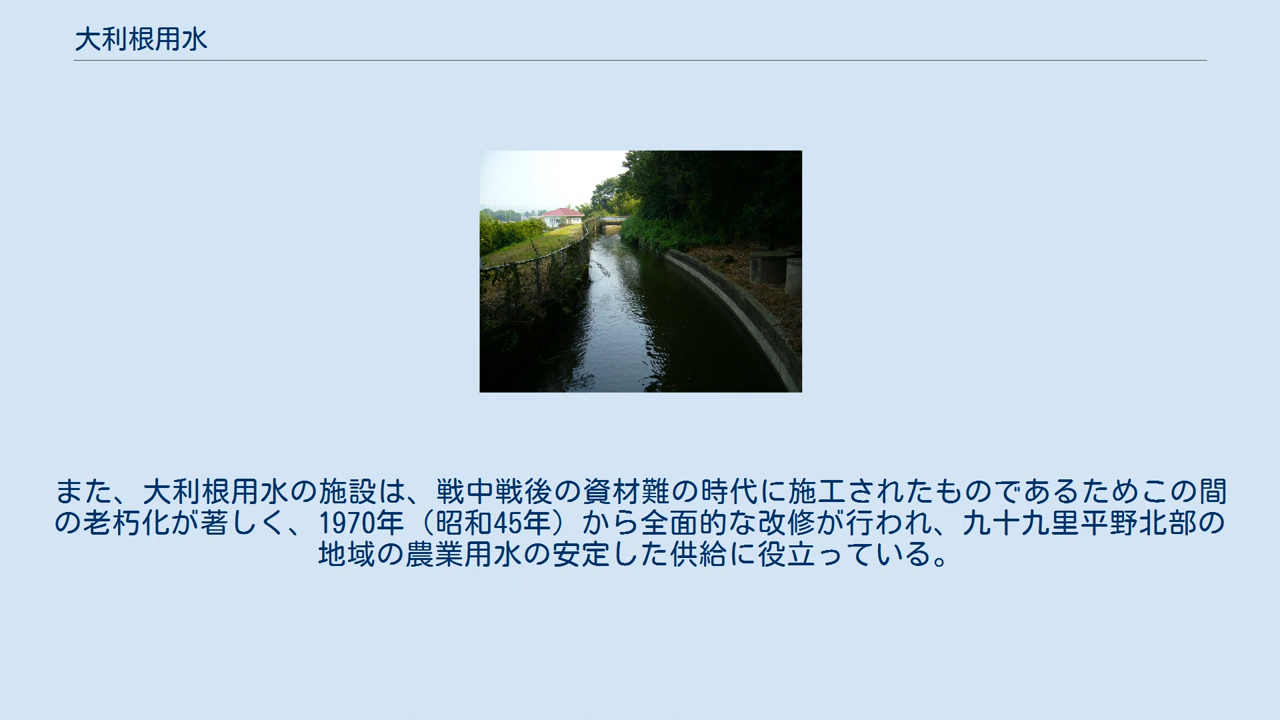 大利根用水
また、大利根用水の施設は、戦中戦後の資材難の時代に施工されたものであるためこの間
の老朽化が著しく、1970年（昭和45年）から全面的な改修が行われ、九十九里平野北部の
地域の農業用水の安定した供給に役立っている。